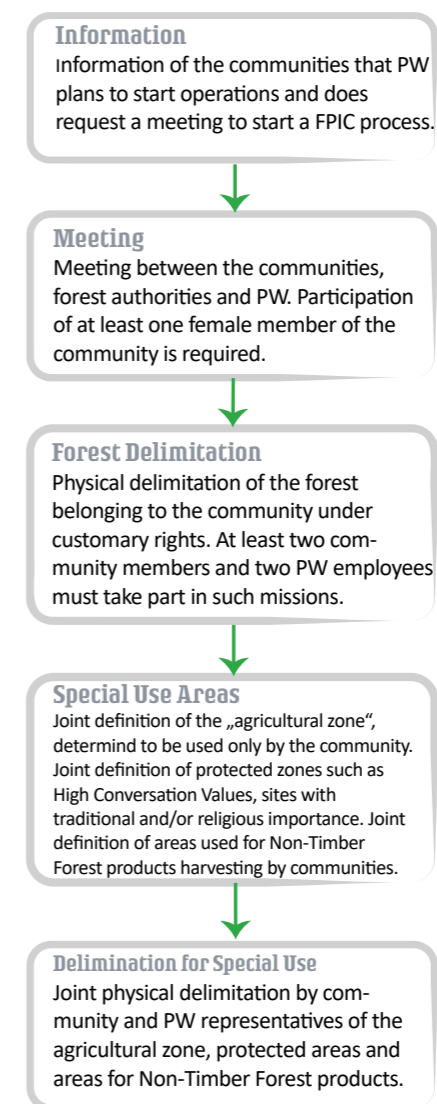 Information
Information of the communities that PW
plans to start operations and does
request a meeting to start a FPIC process.
Meeting
Meeting between the communities,
forest authorities and PW. Participation
of at least one female member of the
community is required.
Forest Delimitation
Physical delimitation of the forest
belonging to the community under
customary rights. At least two com-
munity members and two PW employees
must take part in such missions.
Special Use Areas
Joint definition of the „agricultural zone“,
determind to be used only by the community.
Joint definition of protected zones such as
High Conversation Values, sites with
traditional and/or religious importance. Joint
definition of areas used for Non-Timber
Forest products harvesting by communities.
Delimination for Special Use
Joint physical delimitation by com-
munity and PW representatives of the
agricultural zone, protected areas and
areas for Non-Timber Forest products.